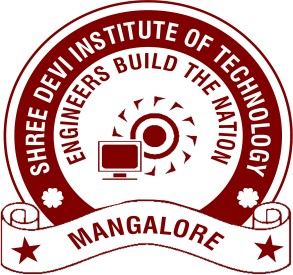 SHREE DEVI INSTITUTE OF TECHNOLOGY
ENGINEERS BUILD THE NATION
MANGALORE